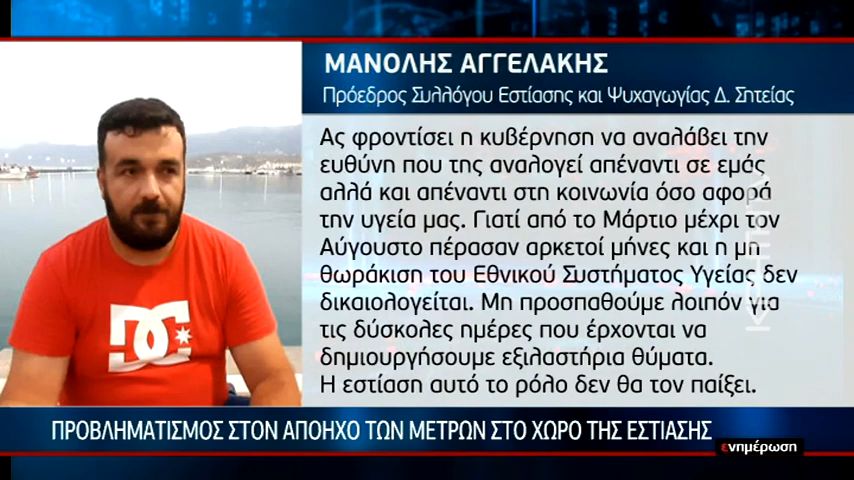 ΜΑΝΟΛΗΣ ΑΓΓΕΛΑΚΗΣ
Πρόεδρος Συλλόγου Εστίασης και Ψυχαγωγίας Δ. Σητείας
Ας φροντίσει η κυβέρνηση να αναλάβει την
ευθύνη που της αναλογεί απέναντι σε εμάς
αλλά και απέναντι στη κοινωνία όσο αφορά
την υγεία μας. Γιατί από το Μάρτιο μέχρι τον
Αύγουστο πέρασαν αρκετοί μήνες και η μη
θωράκιση του Εθνικού Συστήματος Υγείας δεν
δικαιολογείται. Μη προσπαθούμε λοιπόν για
τις δύσκολες ημέρες που έρχονται να
δημιουργήσουμε εξιλαστήρια θύματα.
Η εστίαση αυτό το ρόλο δεν θα τον παίξει.
ΠΡΟΒΛΗΜΑΤΙΣΜΟΣ ΣΤΟΝ ΑΠΟΗΧΟ ΤΩΝ ΜΕΤΡΩΝ ΣΤΟ ΧΩΡΟ ΤΗΣ ΕΣΤΙΑΣΗΣ
ενημέρωση